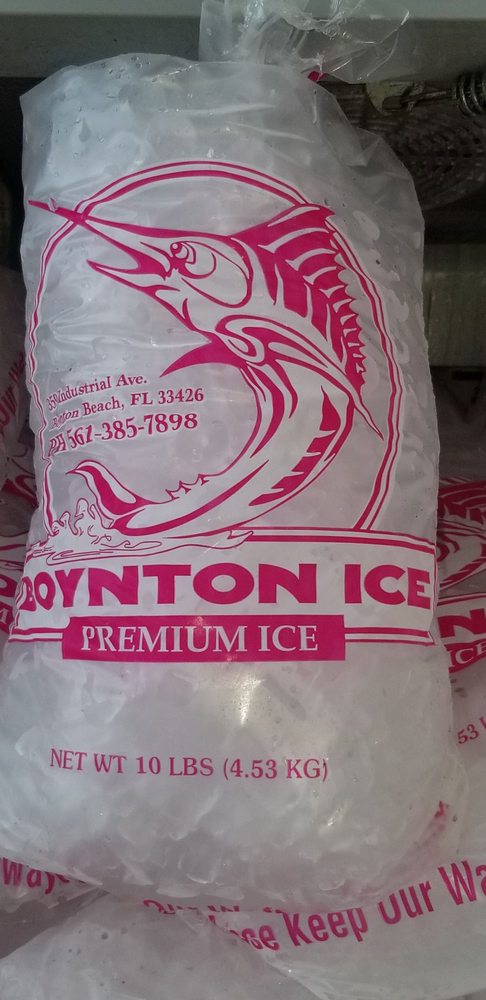 Industrial Ave.
Beach, FL 33426
PH 561-385-7898
BOYNTON ICE
PREMIUM ICE
NET WT 10 LBS (4.53 KG)
Keep Our